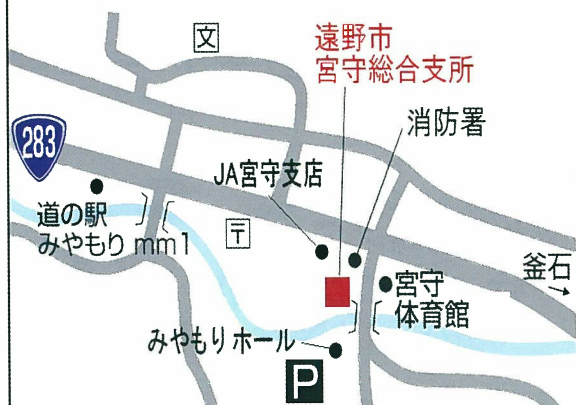 文
遠野市
宮守総合支所
消防署
283
JA宮守支店
道の駅
みやもり mm1
〒
釜石
→
宮守
体育館
みやもりホール
P